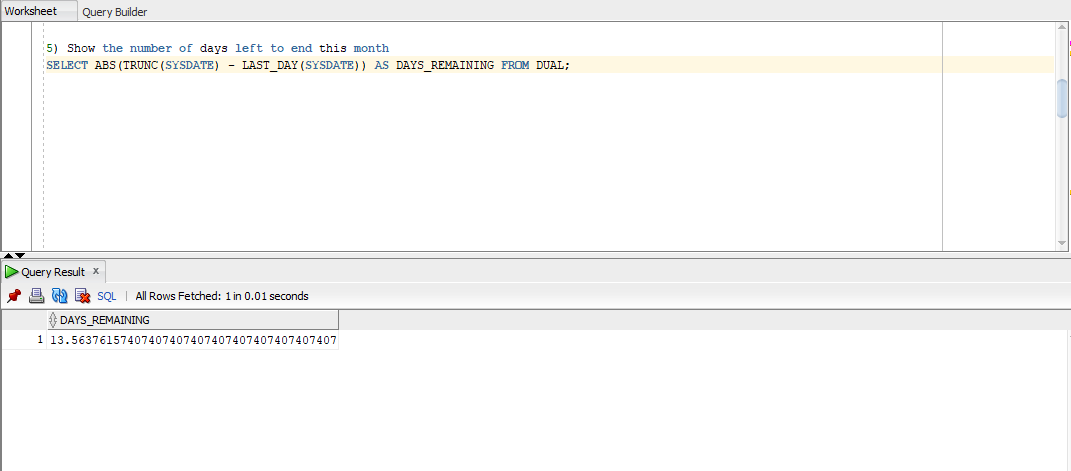 Worksheet Query Builder
5) Show the number of days left to end this month
SELECT ABS(TRUNC(SYSDATE) - LAST_DAY(SYSDATE)) AS DAYS_REMAINING FROM DUAL;
Query Result x
SQL | All Rows Fetched: 1 in 0.01 seconds
DAYS_REMAINING
1 13.5637615740740740740740740740740740407407